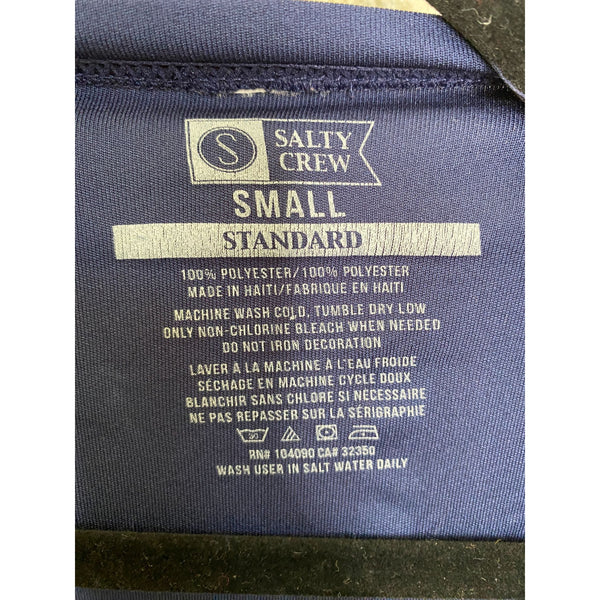 S
SALTY
CREW
SMALL
STANDARD
100% POLYESTER/100% POLYESTER
MADE IN HAITI/FABRIQUE EN HAITI
MACHINE WASH COLD, TUMBLE DRY LOW
ONLY NON-CHLORINE BLEACH WHEN NEEDED
DO NOT IRON DECORATION
LAVER À LA MACHINE À L'EAU FROIDE
SÉCHAGE EN MACHINE CYCLE DOUX
BLANCHIR SANS CHLORE SI NECESSAIRE
NE PAS REPASSER SUR LA SÉRIGRAPHIE
RN# 104090 CA# 32350
WASH USER IN SALT WATER DAILY